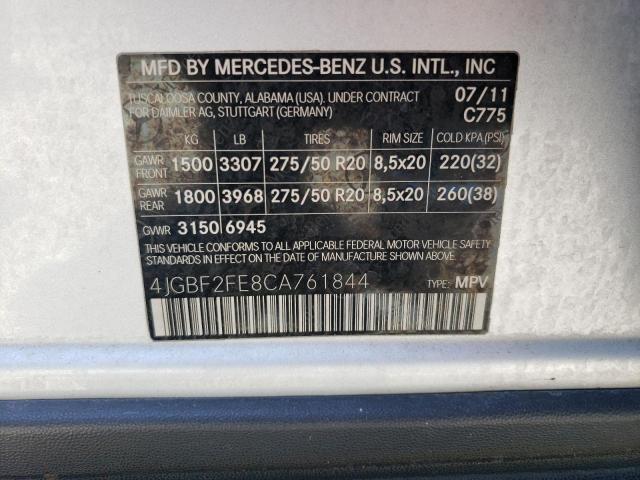 MFD BY MERCEDES-BENZ U.S. INTL., INC
TUSCALOOSA COUNTY, ALABAMA (USA). UNDER CONTRACT 07/11
FOR DAIMLER AG, STUTTGART (GERMANY) C775
KG LB TIRES RIM SIZE COLD KPA(PSI)
GAWR FRONT 1500 3307 275/50 R20 8,5x20 220(32)
GAWR REAR 1800 3968 275/50 R20 8,5x20 260(38)
GVWR 3150 6945
THIS VEHICLE CONFORMS TO ALL APPLICABLE FEDERAL MOTOR VEHICLE SAFETY
STANDARDS IN EFFECT ON THE DATE OF MANUFACTURE SHOWN ABOVE.
4JGBF2FE8CA761844 TYPE: MPV